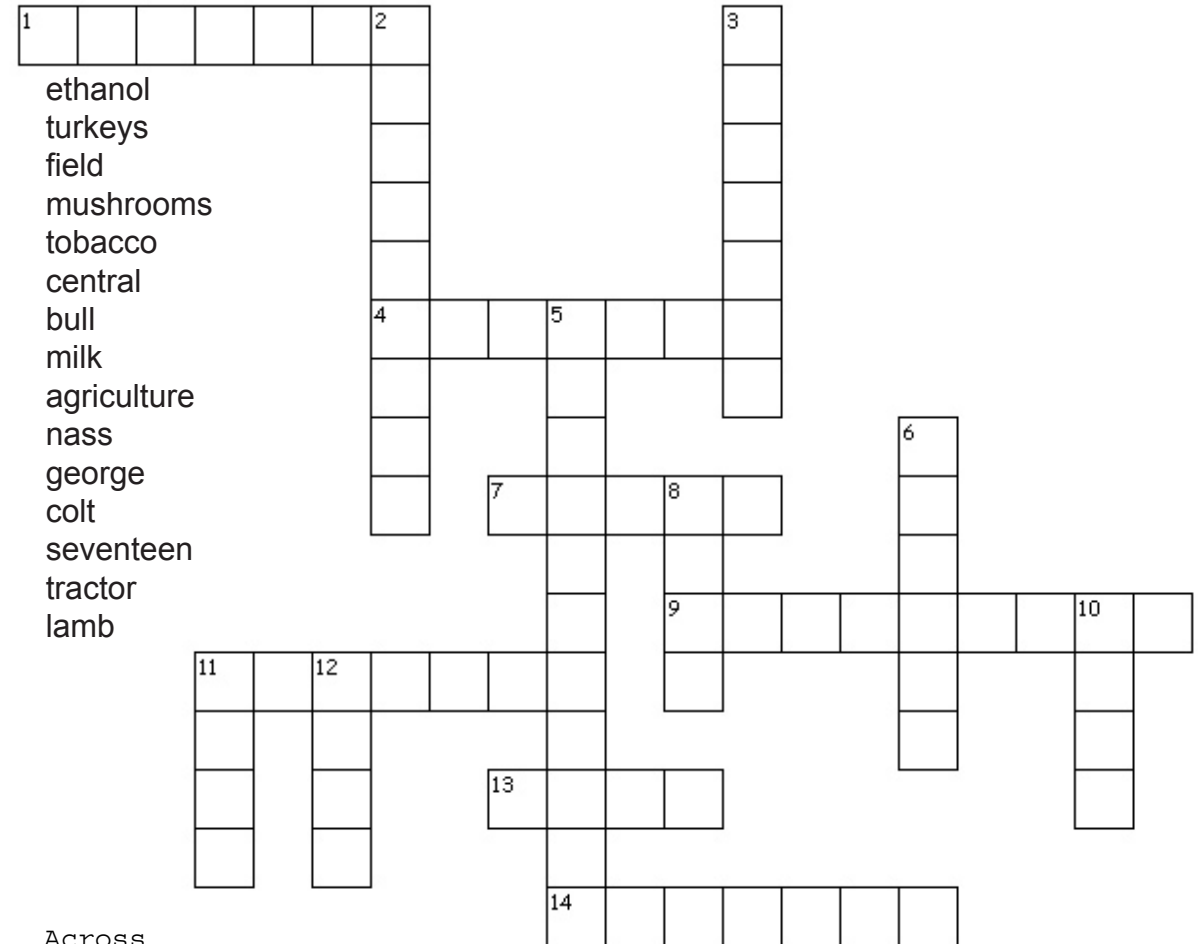 1 2 3
ethanol
turkeys
field
mushrooms
tobacco
central
bull
milk
agriculture
nass
george
colt
seventeen
tractor
lamb
4 5
6
7 8
9 10
11 12
13
14
Across